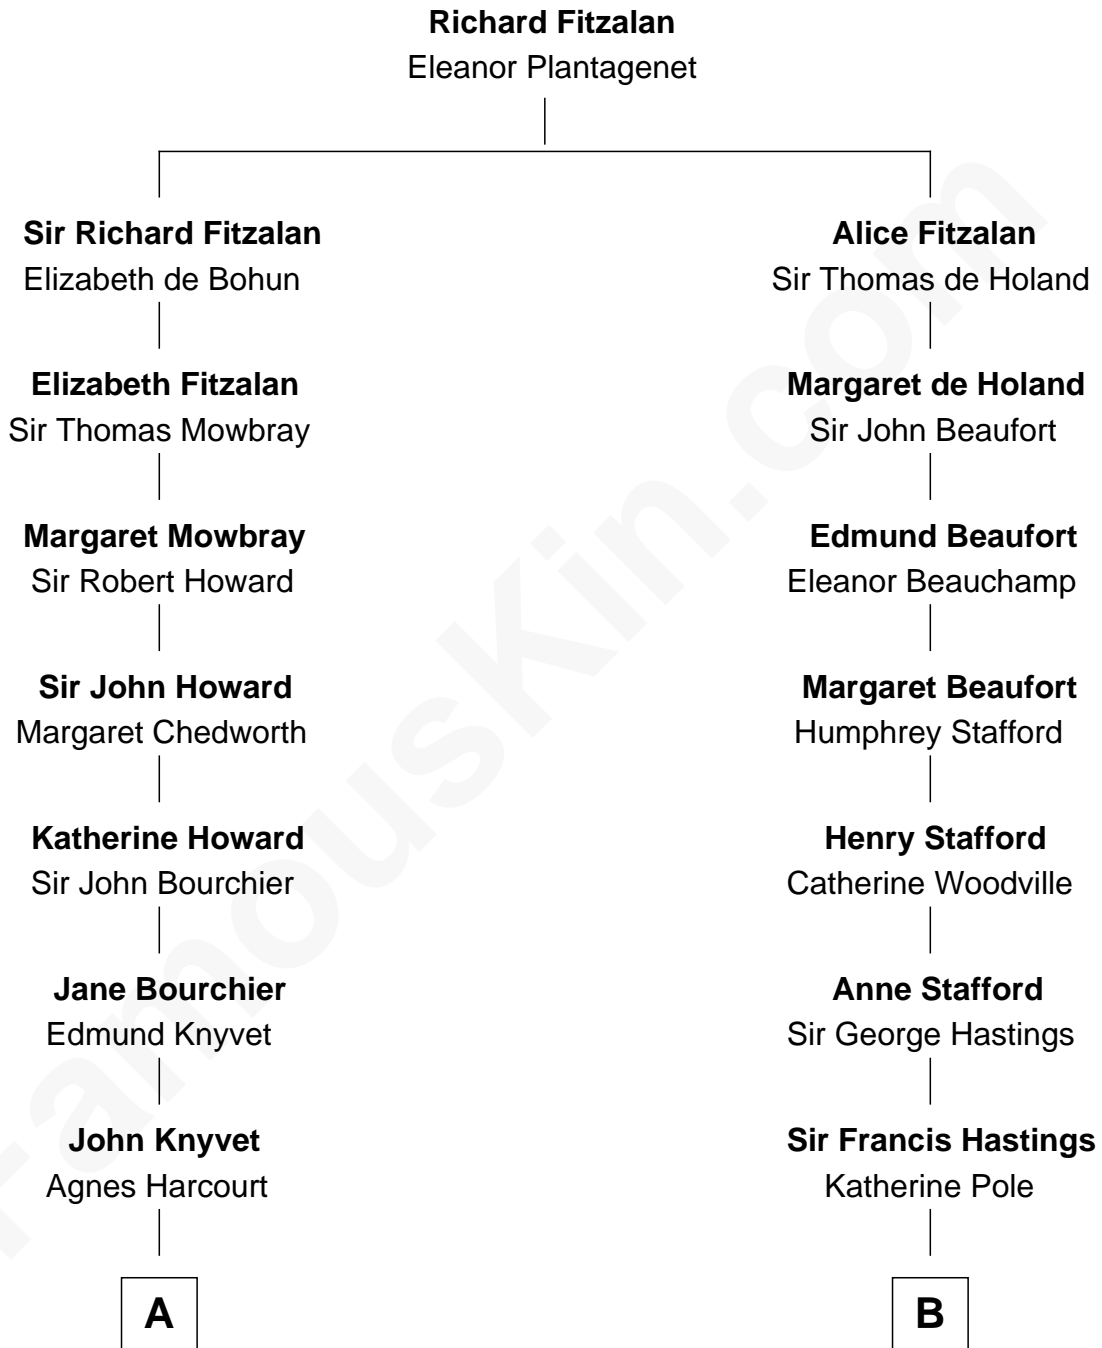 Richard Fitzalan
Eleanor Plantagenet
Sir Richard Fitzalan
Elizabeth de Bohun
Elizabeth Fitzalan
Sir Thomas Mowbray
Margaret Mowbray
Sir Robert Howard
Sir John Howard
Margaret Chedworth
Katherine Howard
Sir John Bourchier
Jane Bourchier
Edmund Knyvet
John Knyvet
Agnes Harcourt
A
Alice Fitzalan
Sir Thomas de Holand
Margaret de Holand
Sir John Beaufort
Edmund Beaufort
Eleanor Beauchamp
Margaret Beaufort
Humphrey Stafford
Henry Stafford
Catherine Woodville
Anne Stafford
Sir George Hastings
Sir Francis Hastings
Katherine Pole
B
FamousKin.com